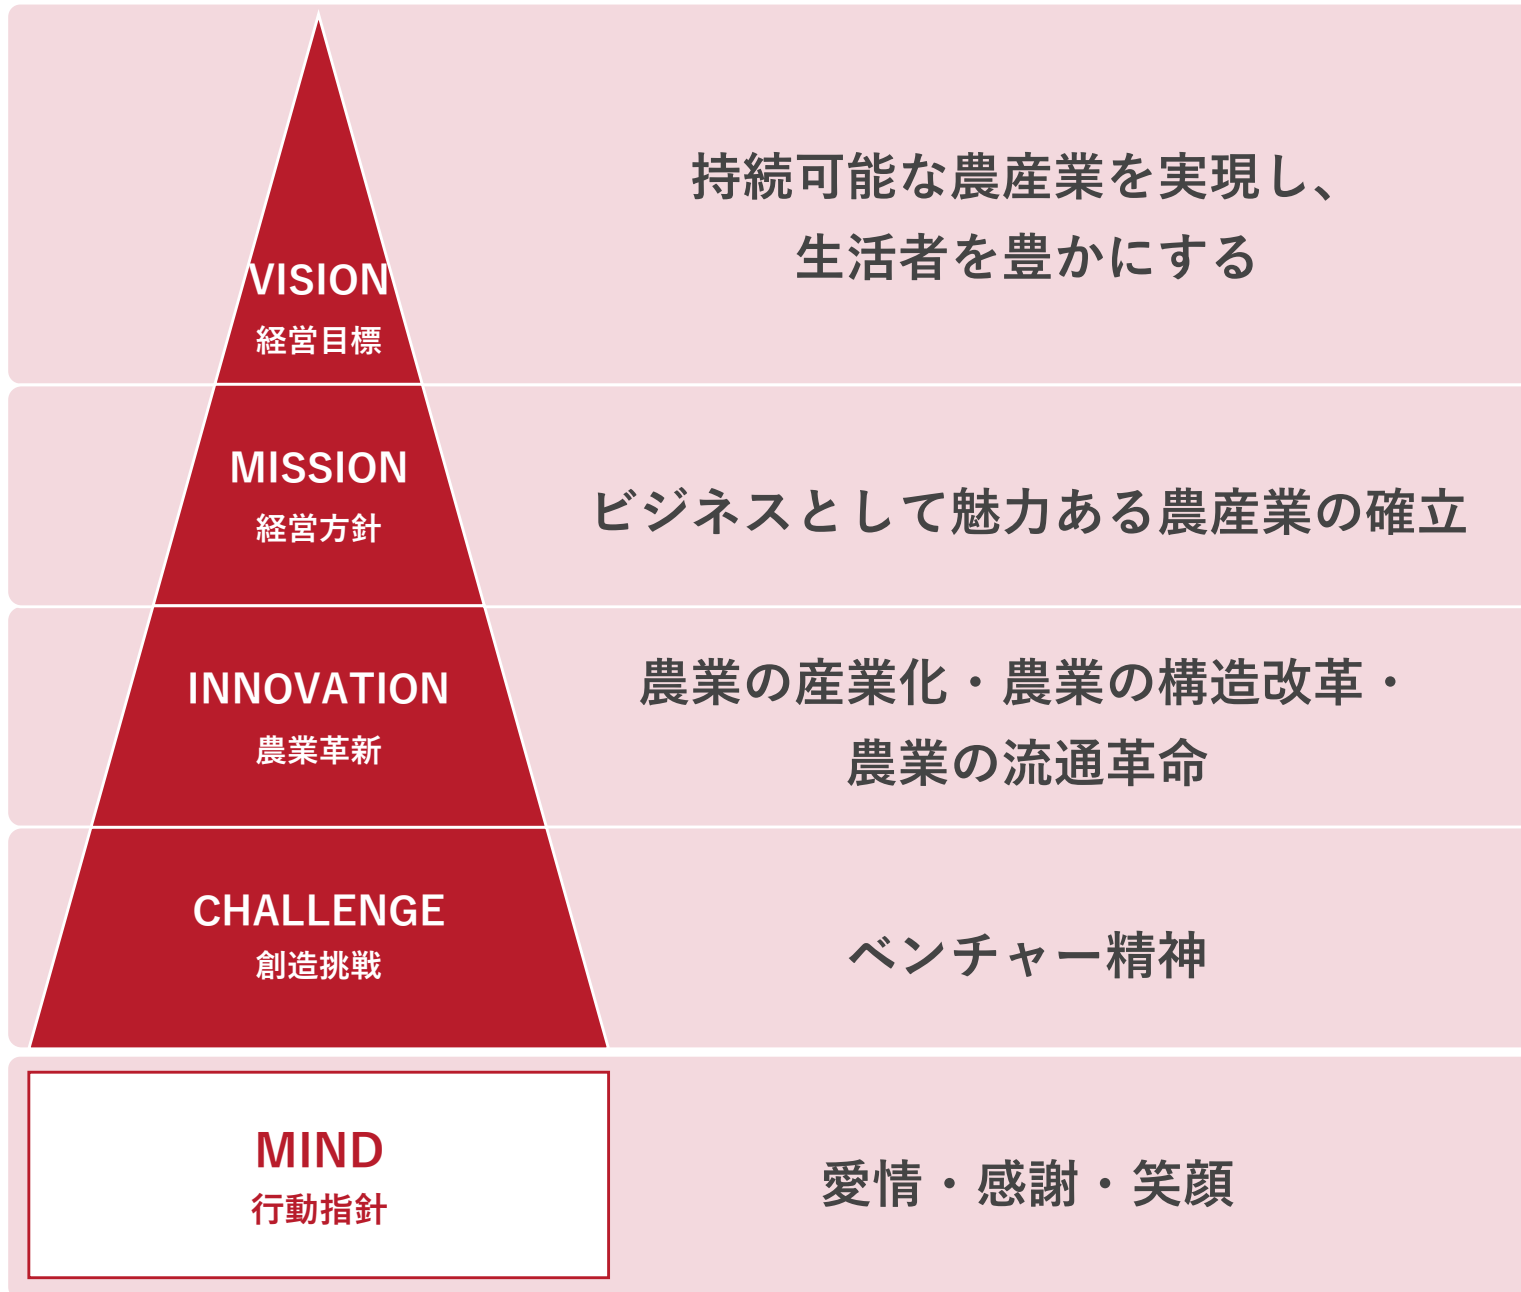 VISION
経営目標
持続可能な農産業を実現し、
生活者を豊かにする
MISSION
経営方針
ビジネスとして魅力ある農産業の確立
INNOVATION
農業革新
農業の産業化・農業の構造改革・
農業の流通革命
CHALLENGE
創造挑戦
ベンチャー精神
MIND
行動指針
愛情・感謝・笑顔